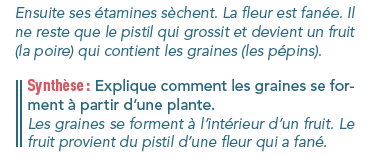 Ensuite ses étamines sèchent. La fleur est fanée. Il
ne reste que le pistil qui grossit et devient un fruit
(la poire) qui contient les graines (les pépins).
Synthèse : Explique comment les graines se for-
ment à partir d’une plante.
Les graines se forment à l’intérieur d’un fruit. Le
fruit provient du pistil d’une fleur qui a fané.